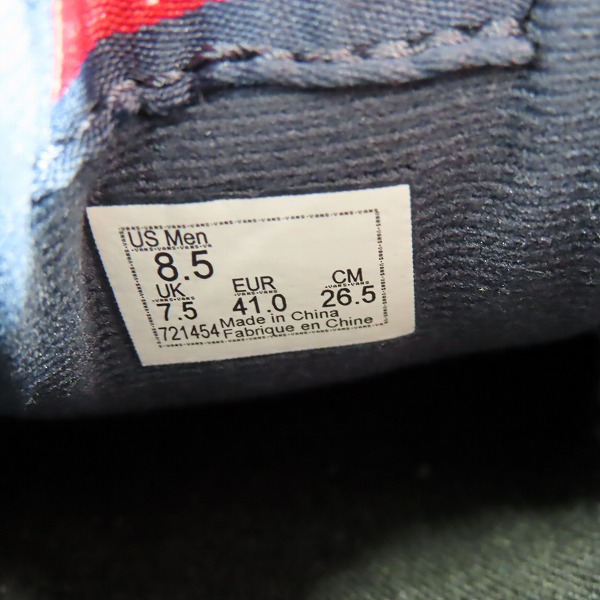 US Men
8.5
UK EUR CM
7.5 41.0 26.5
721454 Made in China
Fabrique en Chine